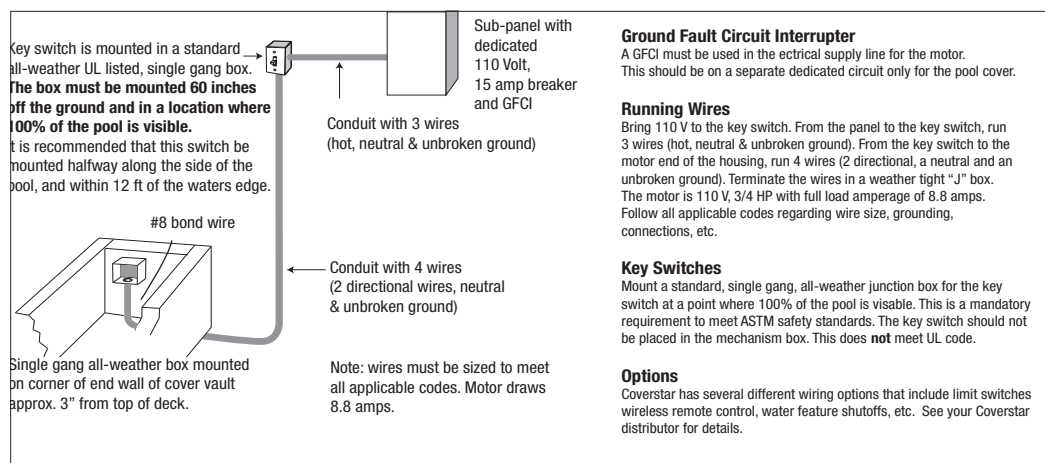 Key switch is mounted in a standard
all-weather UL listed, single gang box.
The box must be mounted 60 inches
off the ground and in a location where
100% of the pool is visible.
It is recommended that this switch be
mounted halfway along the side of the
pool, and within 12 ft of the waters edge.
#8 bond wire
Single gang all-weather box mounted
on corner of end wall of cover vault
approx. 3” from top of deck.
Sub-panel with
dedicated
110 Volt,
15 amp breaker
and GFCI
Conduit with 3 wires
(hot, neutral & unbroken ground)
Conduit with 4 wires
(2 directional wires, neutral
& unbroken ground)
Note: wires must be sized to meet
all applicable codes. Motor draws
8.8 amps.
Ground Fault Circuit Interrupter
A GFCI must be used in the ectrical supply line for the motor.
This should be on a separate dedicated circuit only for the pool cover.
Running Wires
Bring 110 V to the key switch. From the panel to the key switch, run
3 wires (hot, neutral & unbroken ground). From the key switch to the
motor end of the housing, run 4 wires (2 directional, a neutral and an
unbroken ground). Terminate the wires in a weather tight “J” box.
The motor is 110 V, 3/4 HP with full load amperage of 8.8 amps.
Follow all applicable codes regarding wire size, grounding,
connections, etc.
Key Switches
Mount a standard, single gang, all-weather junction box for the key
switch at a point where 100% of the pool is visable. This is a mandatory
requirement to meet ASTM safety standards. The key switch should not
be placed in the mechanism box. This does not meet UL code.
Options
Coverstar has several different wiring options that include limit switches
wireless remote control, water feature shutoffs, etc. See your Coverstar
distributor for details.